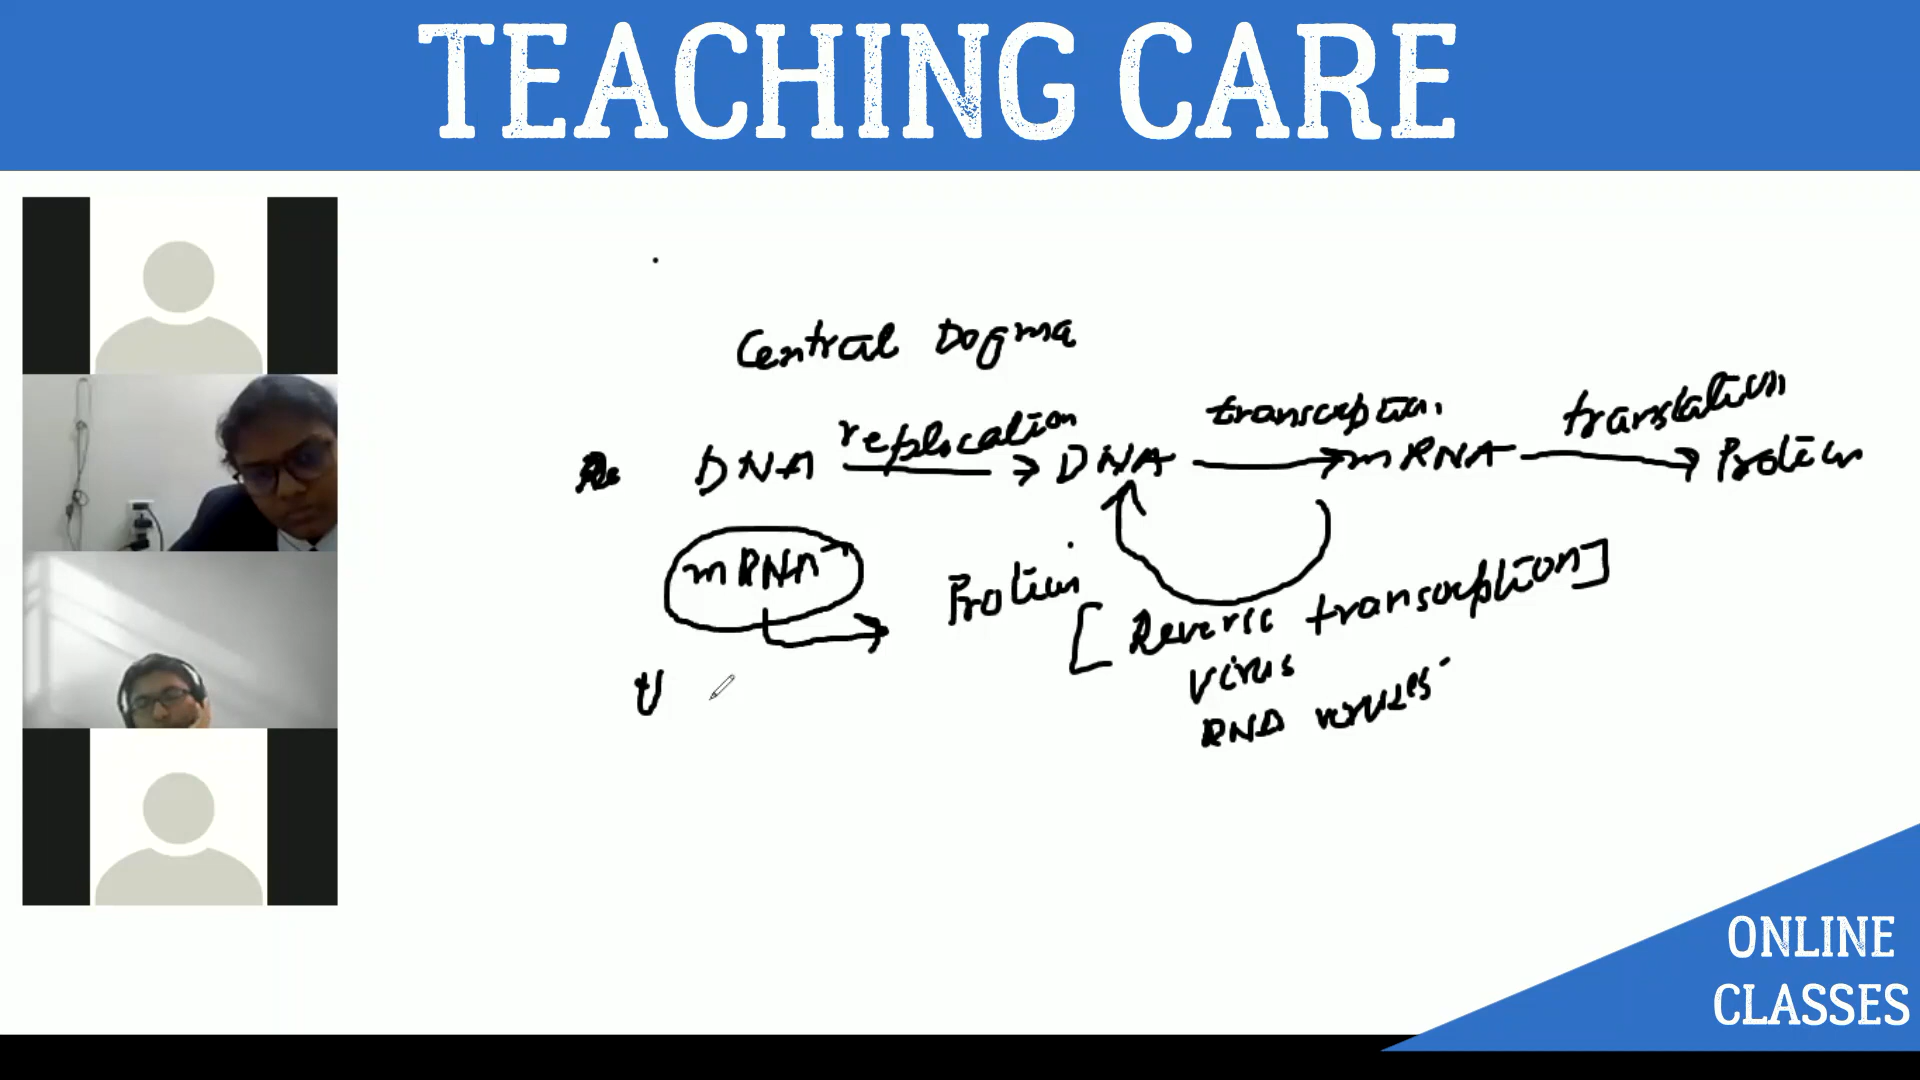 TEACHING CARE
Central Dogma
replication transcription translation
DNA DNA mRNA Protein
mRNA Protein
[Reverse transcription]
Virus
RNA viruses
ONLINE
CLASSES